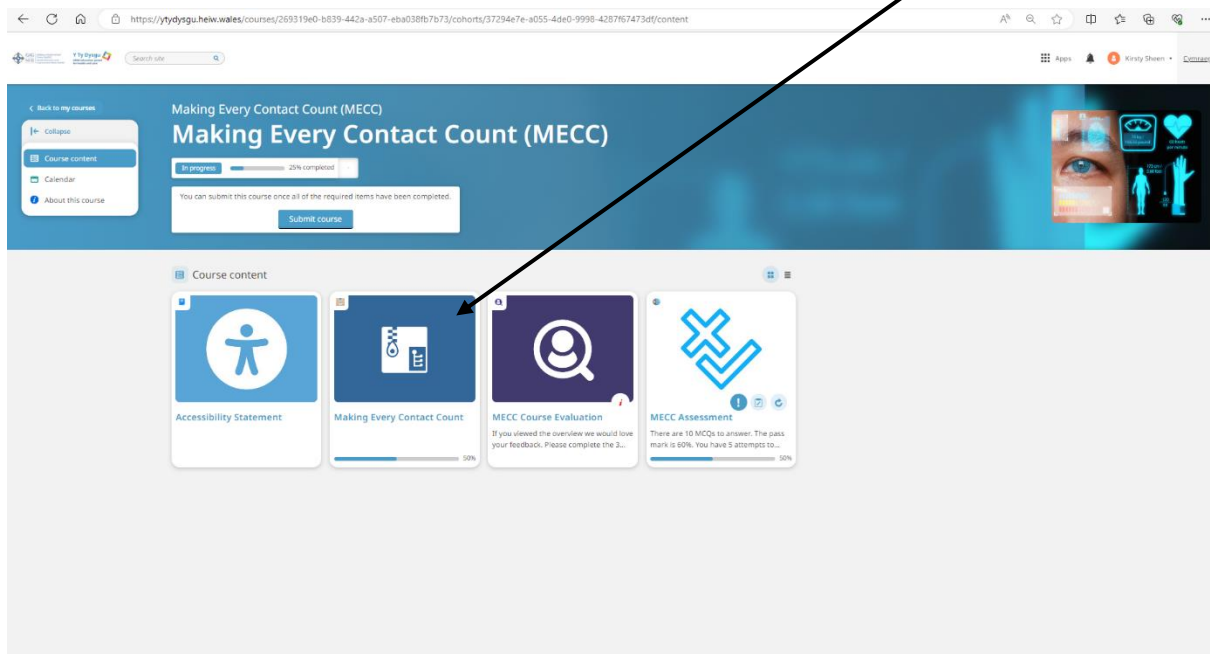 https://ytydysgu.heiw.wales/courses/269319e0-b839-442a-a507-eba038fb7b73/cohorts/37294e7e-a055-4de0-9998-4287f67473df/content
Y Tŷ Dysgu
Search site
Apps
Kirsty Sheen
Cymraeg
Back to my courses
Collapse
Course content
Calendar
About this course
Making Every Contact Count (MECC)
Making Every Contact Count (MECC)
In progress
25% completed
You can submit this course once all of the required items have been completed.
Submit course
Course content
Accessibility Statement
Making Every Contact Count
50%
MECC Course Evaluation
If you viewed the overview we would love
your feedback. Please complete the 3...
MECC Assessment
There are 10 MCQs to answer. The pass
mark is 60%. You have 5 attempts to...
50%